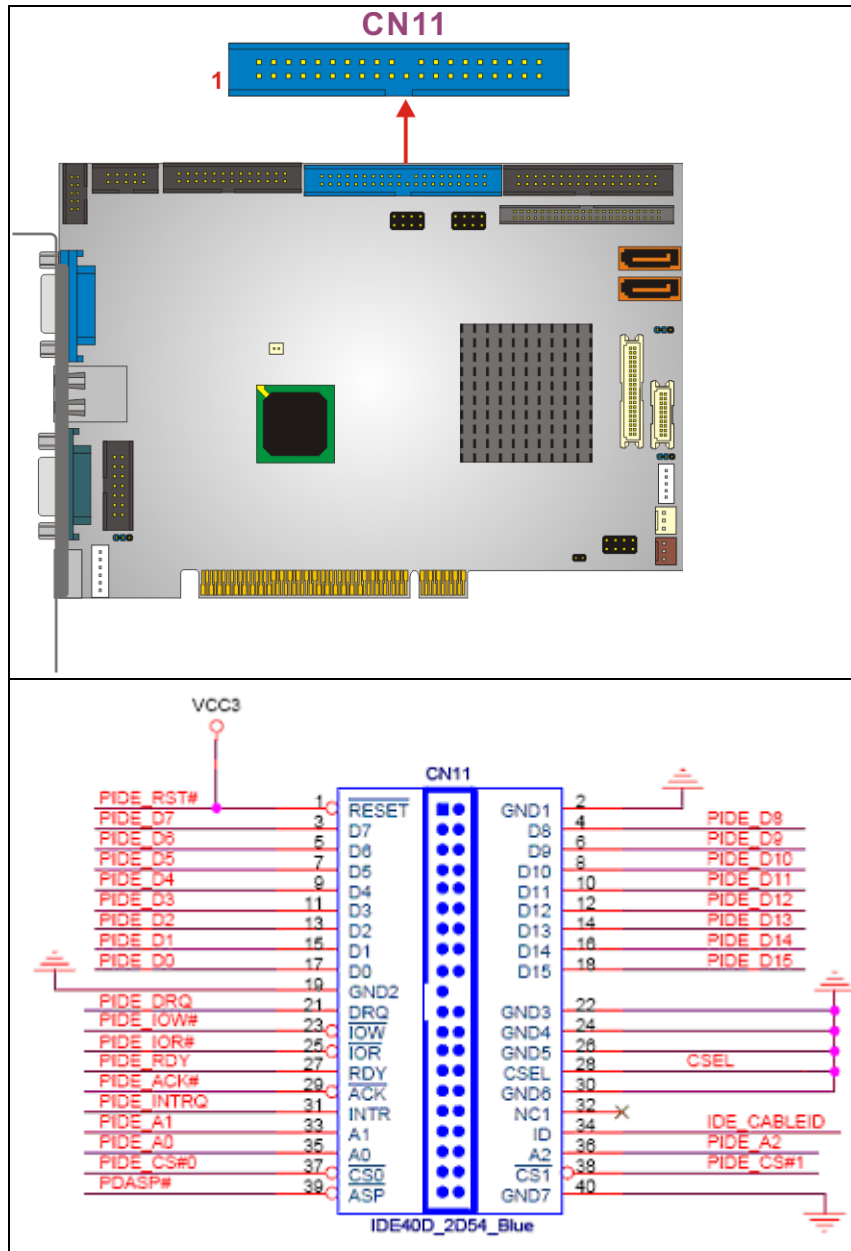 CN11
1
VCC3
CN11
PIDE_RST# 1 RESET GND1 2
PIDE_D7 3 D7 D8 4 PIDE_D8
PIDE_D6 5 D6 D9 6 PIDE_D9
PIDE_D5 7 D5 D10 8 PIDE_D10
PIDE_D4 9 D4 D11 10 PIDE_D11
PIDE_D3 11 D3 D12 12 PIDE_D12
PIDE_D2 13 D2 D13 14 PIDE_D13
PIDE_D1 15 D1 D14 16 PIDE_D14
PIDE_D0 17 D0 D15 18 PIDE_D15
19 GND2
PIDE_DRQ 21 DRQ GND3 22
PIDE_IOW# 23 IOW GND4 24
PIDE_IOR# 25 IOR GND5 26
PIDE_RDY 27 RDY CSEL 28 CSEL
PIDE_ACK# 29 ACK GND6 30
PIDE_INTRQ 31 INTR NC1 32
PIDE_A1 33 A1 ID 34 IDE_CABLEID
PIDE_A0 35 A0 A2 36 PIDE_A2
PIDE_CS#0 37 CS0 CS1 38 PIDE_CS#1
PDASP# 39 ASP GND7 40
IDE40D_2D54_Blue